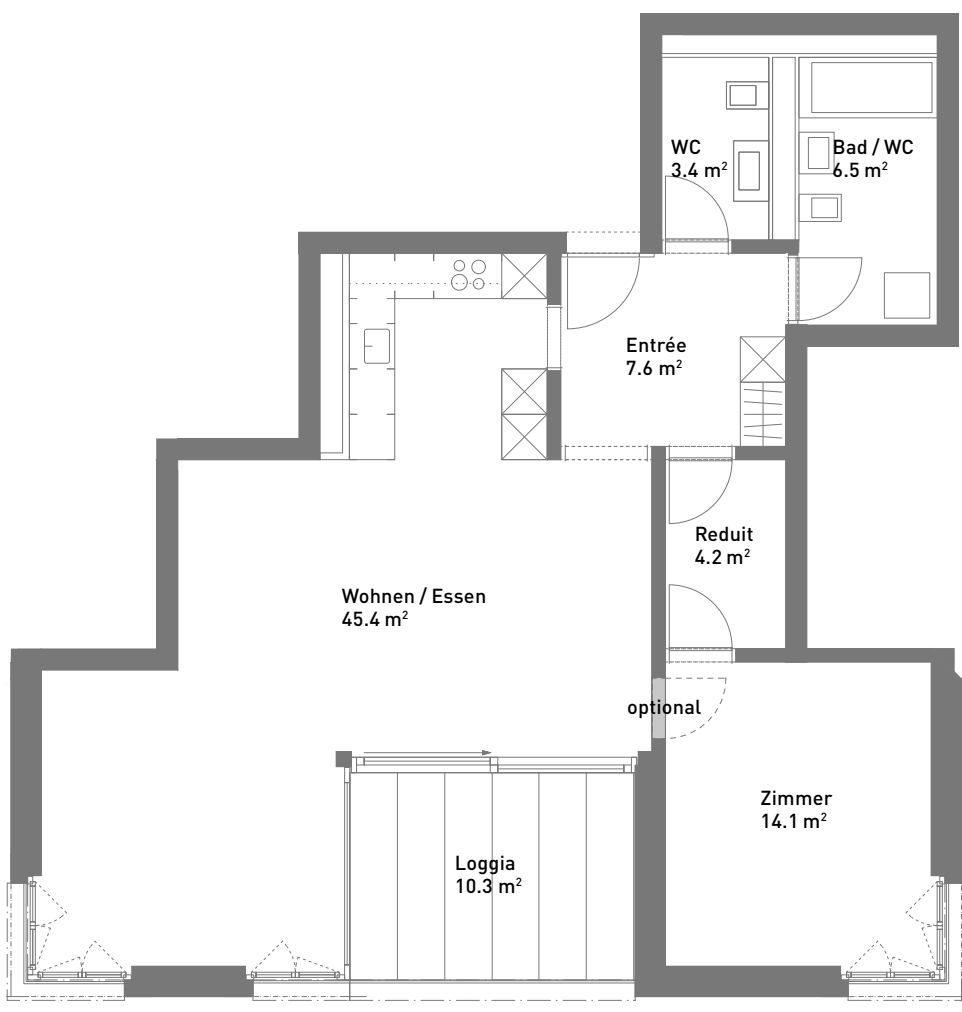 WC
3.4 m²
Bad / WC
6.5 m²
Entrée
7.6 m²
Reduit
4.2 m²
Wohnen / Essen
45.4 m²
optional
Zimmer
14.1 m²
Loggia
10.3 m²